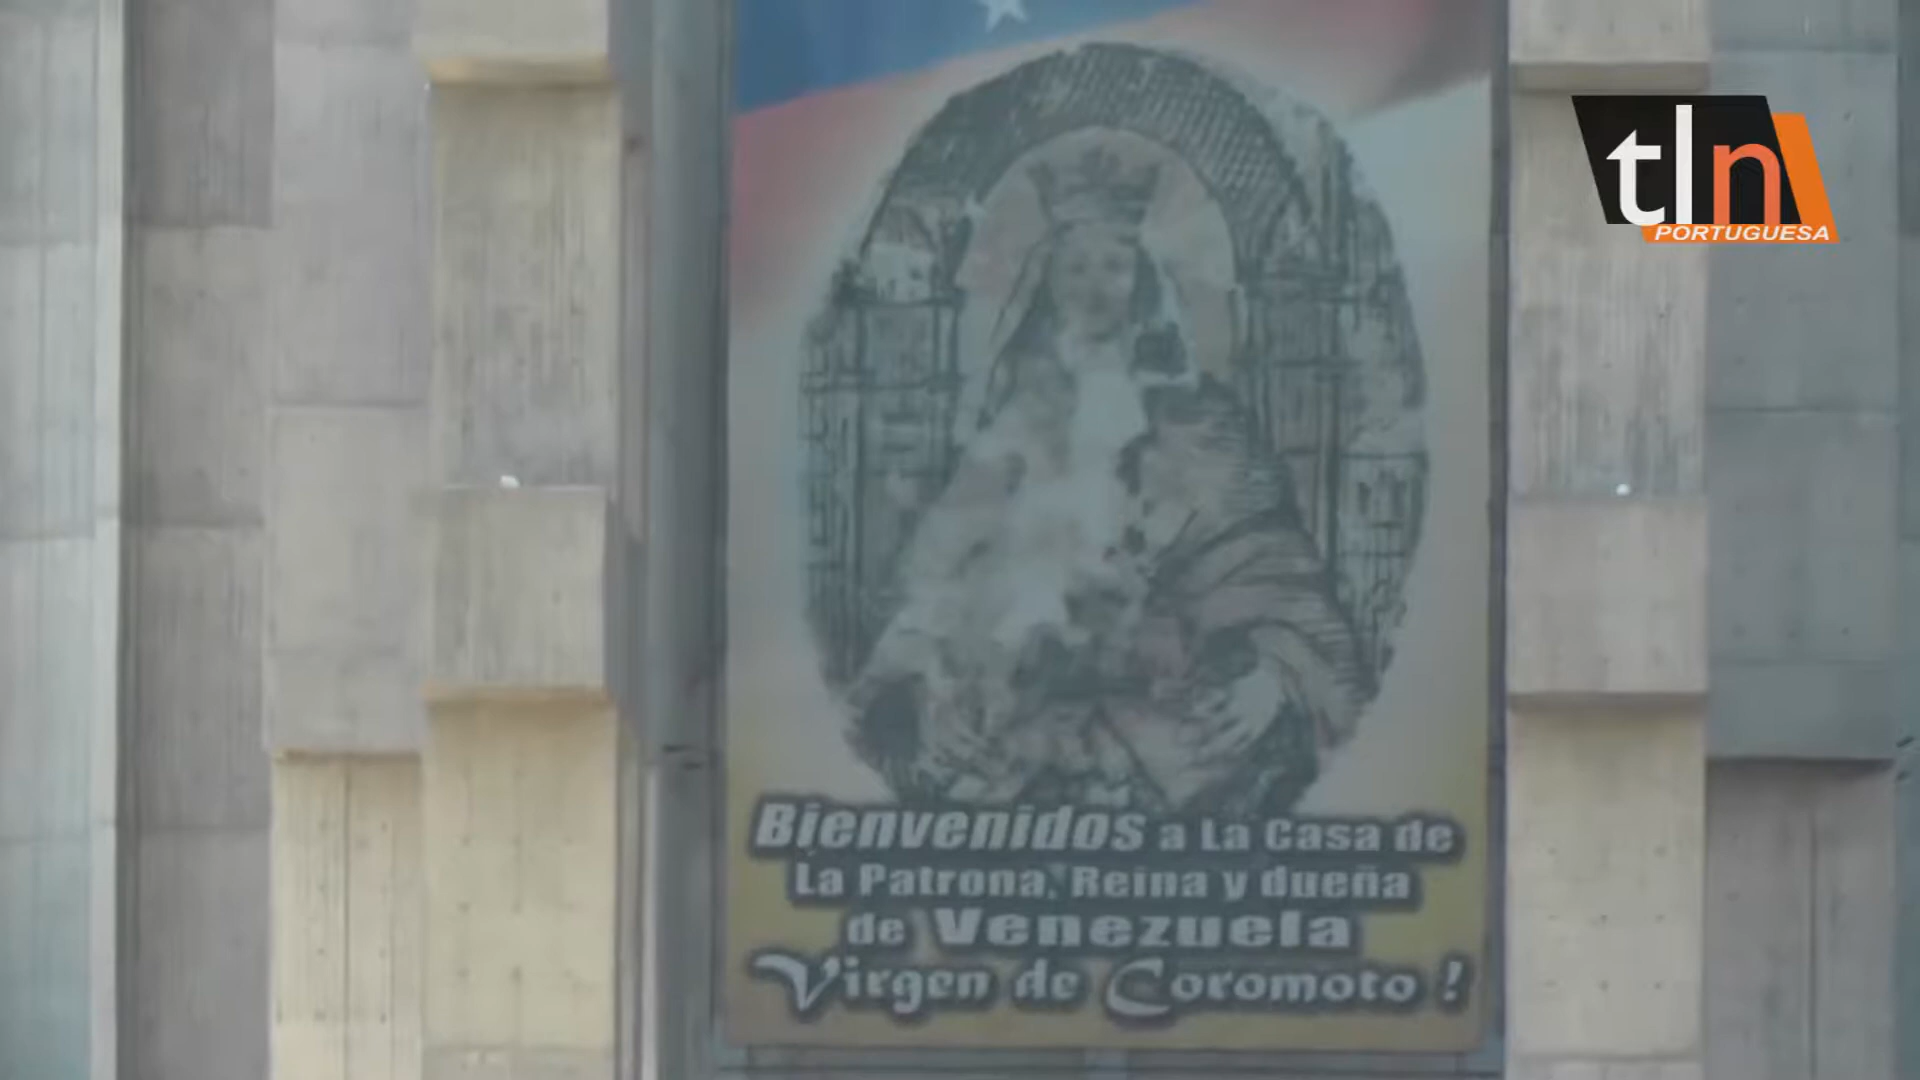 tln
PORTUGUESA
Bienvenidos a La Casa de
La Patrona, Reina y dueña
de Venezuela
Virgen de Coromoto !